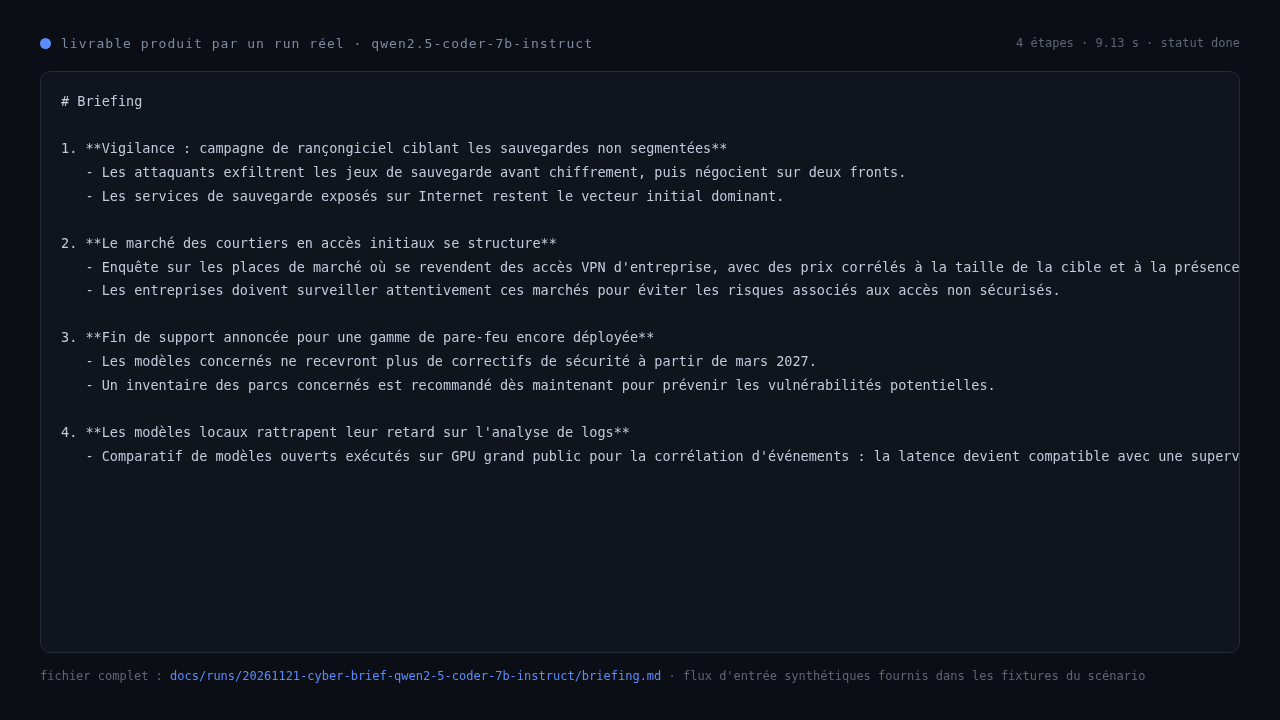 livrable produit par un run réel · qwen2.5-coder-7b-instruct
4 étapes · 9.13 s · statut done
# Briefing
1. **Vigilance : campagne de rançongiciel ciblant les sauvegardes non segmentées**
- Les attaquants exfiltrent les jeux de sauvegarde avant chiffrement, puis négocient sur deux fronts.
- Les services de sauvegarde exposés sur Internet restent le vecteur initial dominant.
2. **Le marché des courtiers en accès initiaux se structure**
- Enquête sur les places de marché où se revendent des accès VPN d'entreprise, avec des prix corrélés à la taille de la cible et à la présence
- Les entreprises doivent surveiller attentivement ces marchés pour éviter les risques associés aux accès non sécurisés.
3. **Fin de support annoncée pour une gamme de pare-feu encore déployée**
- Les modèles concernés ne recevront plus de correctifs de sécurité à partir de mars 2027.
- Un inventaire des parcs concernés est recommandé dès maintenant pour prévenir les vulnérabilités potentielles.
4. **Les modèles locaux rattrapent leur retard sur l'analyse de logs**
- Comparatif de modèles ouverts exécutés sur GPU grand public pour la corrélation d'événements : la latence devient compatible avec une superv
fichier complet : docs/runs/20261121-cyber-brief-qwen2-5-coder-7b-instruct/briefing.md · flux d'entrée synthétiques fournis dans les fixtures du scénario